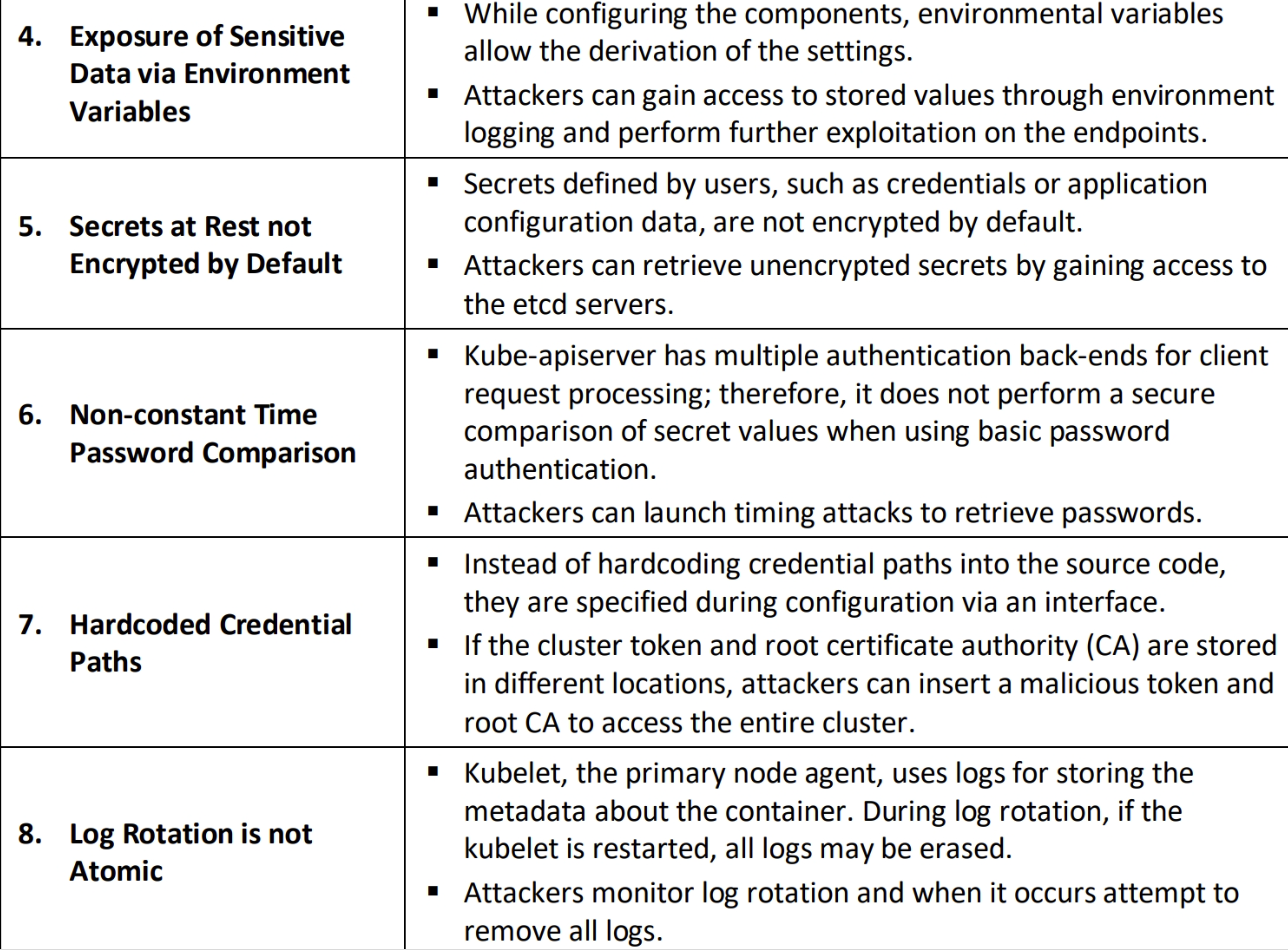 4. Exposure of Sensitive
Data via Environment
Variables
▪ While configuring the components, environmental variables
allow the derivation of the settings.
▪ Attackers can gain access to stored values through environment
logging and perform further exploitation on the endpoints.
5. Secrets at Rest not
Encrypted by Default
▪ Secrets defined by users, such as credentials or application
configuration data, are not encrypted by default.
▪ Attackers can retrieve unencrypted secrets by gaining access to
the etcd servers.
6. Non-constant Time
Password Comparison
▪ Kube-apiserver has multiple authentication back-ends for client
request processing; therefore, it does not perform a secure
comparison of secret values when using basic password
authentication.
▪ Attackers can launch timing attacks to retrieve passwords.
7. Hardcoded Credential
Paths
▪ Instead of hardcoding credential paths into the source code,
they are specified during configuration via an interface.
▪ If the cluster token and root certificate authority (CA) are stored
in different locations, attackers can insert a malicious token and
root CA to access the entire cluster.
8. Log Rotation is not
Atomic
▪ Kubelet, the primary node agent, uses logs for storing the
metadata about the container. During log rotation, if the
kubelet is restarted, all logs may be erased.
▪ Attackers monitor log rotation and when it occurs attempt to
remove all logs.